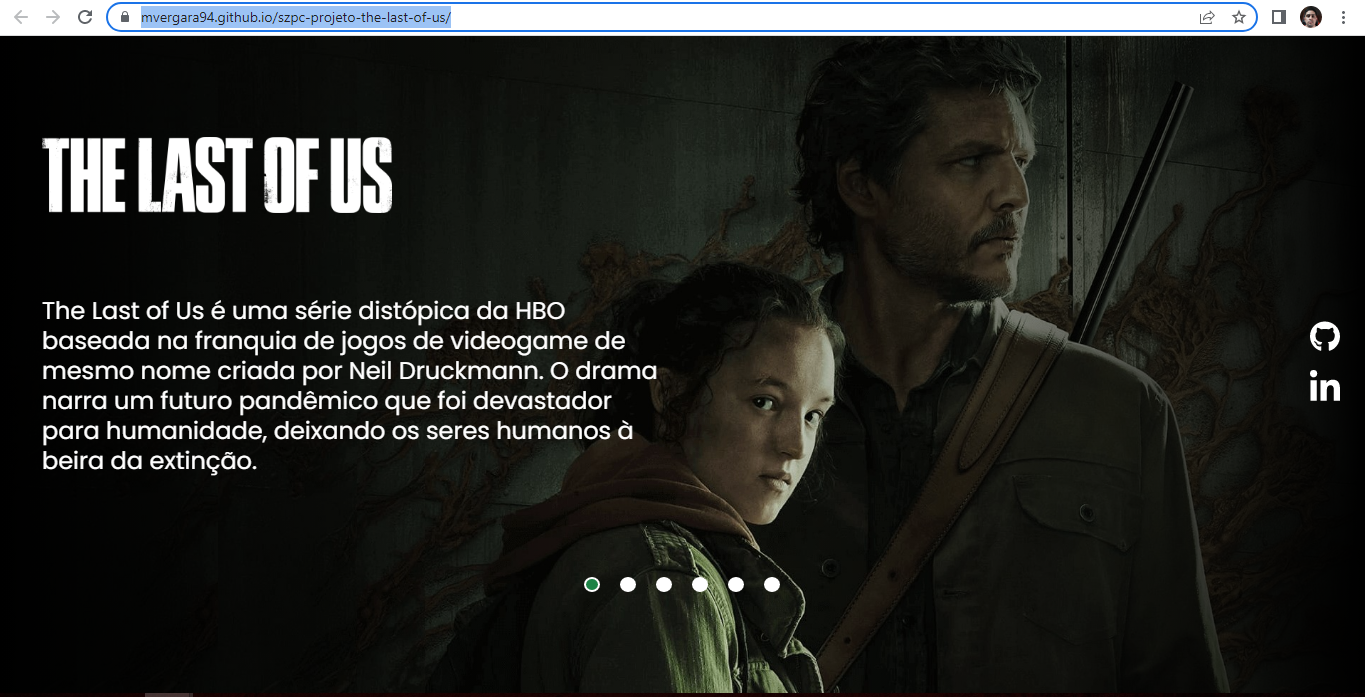 mvergara94.github.io/szpc-projeto-the-last-of-us/
THE LAST OF US
The Last of Us é uma série distópica da HBO
baseada na franquia de jogos de videogame de
mesmo nome criada por Neil Druckmann. O drama
narra um futuro pandêmico que foi devastador
para humanidade, deixando os seres humanos à
beira da extinção.
in